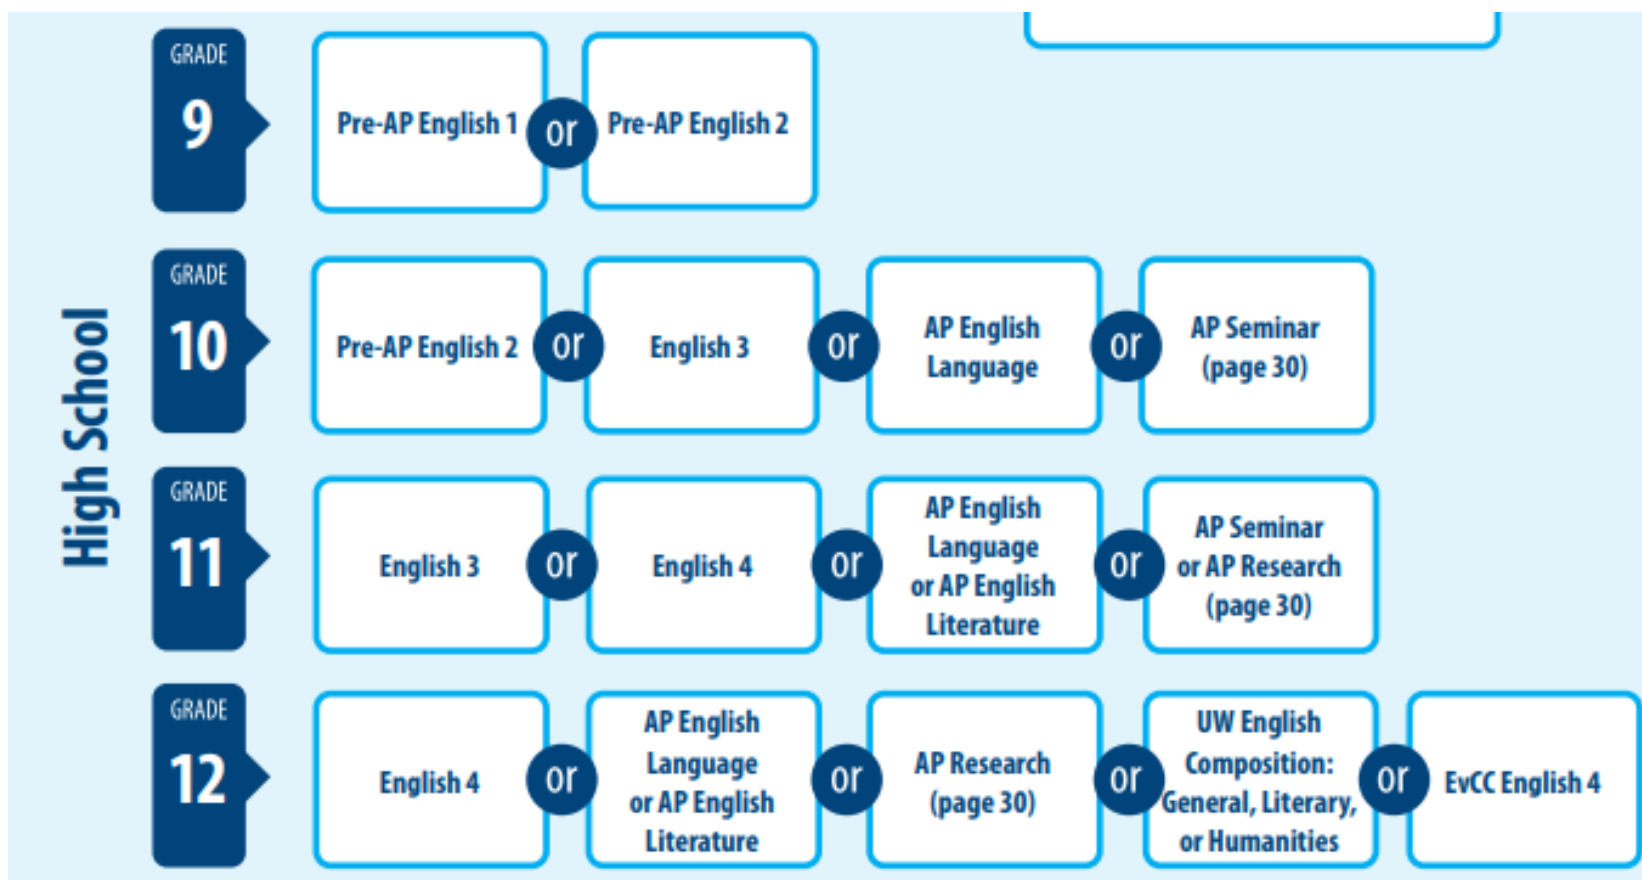 High School
GRADE
9
Pre-AP English 1
or
Pre-AP English 2
GRADE
10
Pre-AP English 2
or
English 3
or
AP English
Language
or
AP Seminar
(page 30)
GRADE
11
English 3
or
English 4
or
AP English
Language
or AP English
Literature
or
AP Seminar
or AP Research
(page 30)
GRADE
12
English 4
or
AP English
Language
or AP English
Literature
or
AP Research
(page 30)
or
UW English
Composition:
General, Literary,
or Humanities
or
EvCC English 4